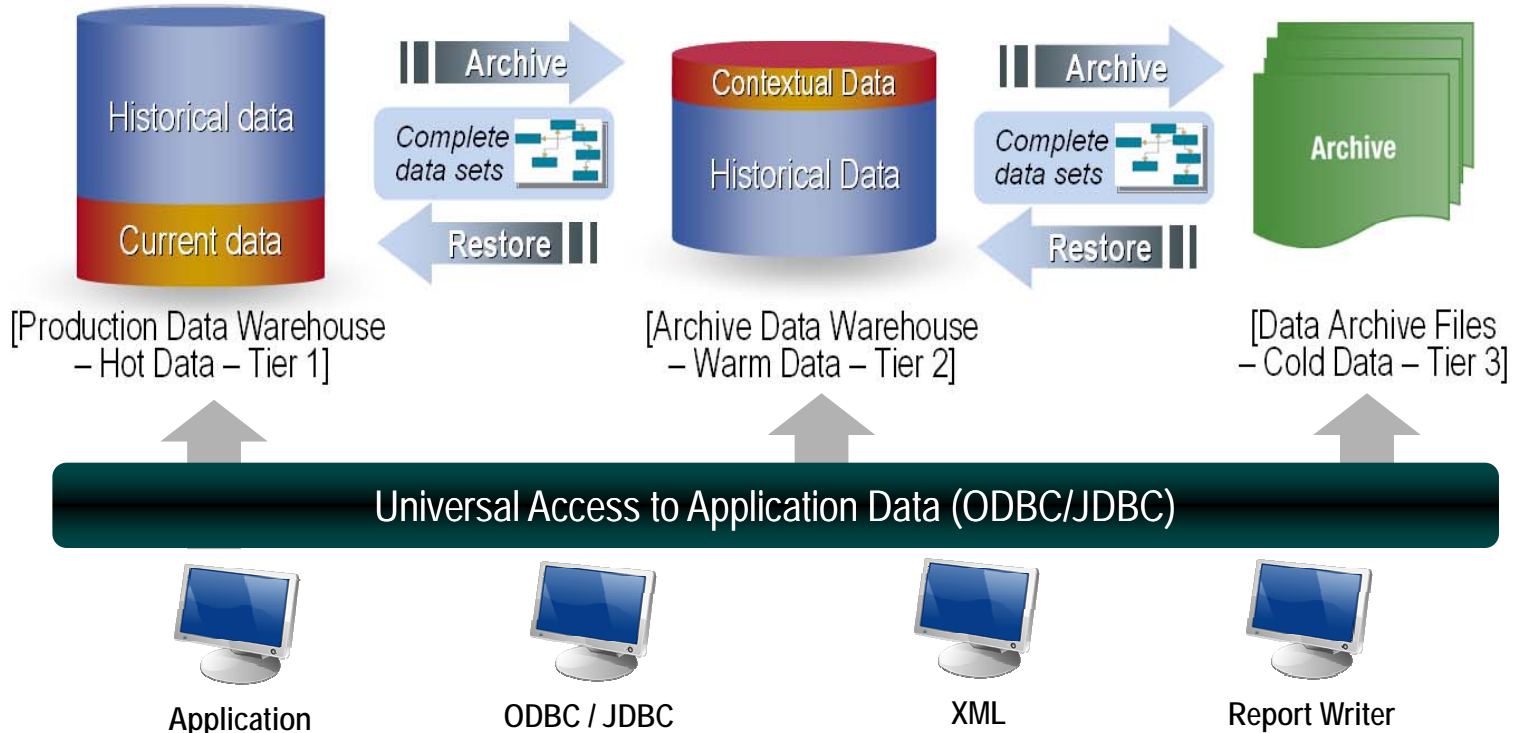 Historical data
Current data
Archive
Complete
data sets
Restore
Contextual Data
Historical Data
Archive
Complete
data sets
Restore
Archive
[Production Data Warehouse
– Hot Data – Tier 1]
[Archive Data Warehouse
– Warm Data – Tier 2]
[Data Archive Files
– Cold Data – Tier 3]
Universal Access to Application Data (ODBC/JDBC)
Application
ODBC / JDBC
XML
Report Writer